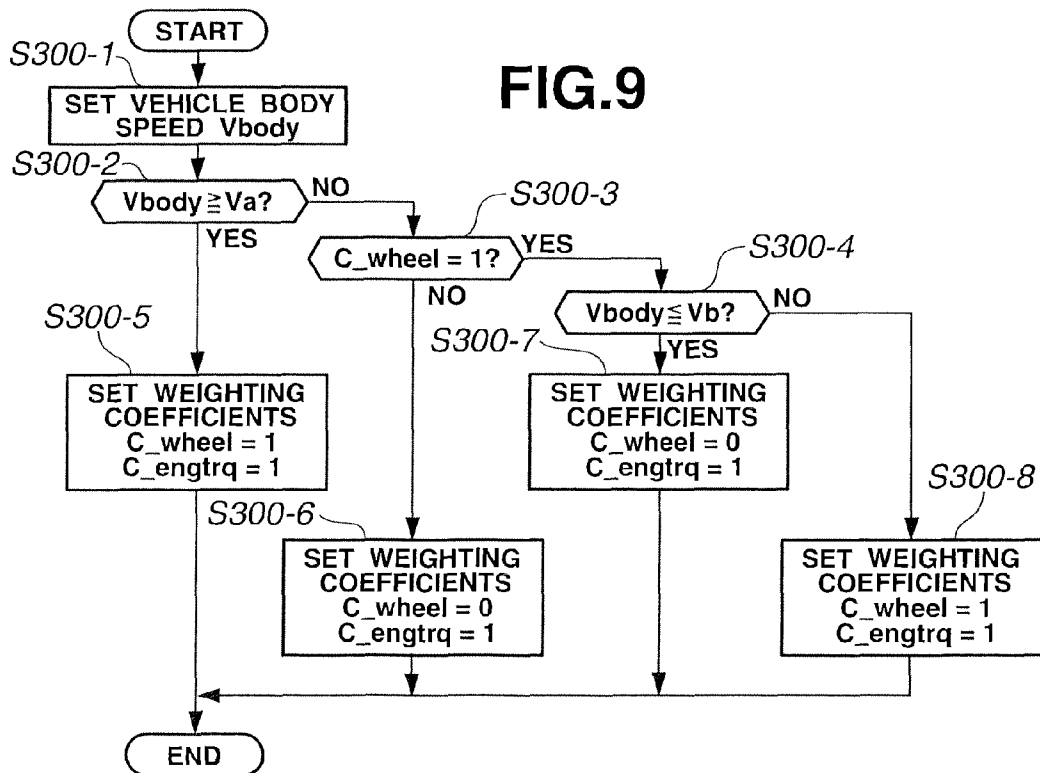 START
S300-1
FIG.9
SET VEHICLE BODY
SPEED Vbody
S300-2
Vbody ≧ Va?
NO
YES
S300-3
C_wheel = 1?
YES
NO
S300-4
Vbody ≦ Vb?
NO
YES
S300-5
SET WEIGHTING
COEFFICIENTS
C_wheel = 1
C_engtrq = 1
S300-7
SET WEIGHTING
COEFFICIENTS
C_wheel = 0
C_engtrq = 1
S300-6
SET WEIGHTING
COEFFICIENTS
C_wheel = 0
C_engtrq = 1
S300-8
SET WEIGHTING
COEFFICIENTS
C_wheel = 1
C_engtrq = 1
END